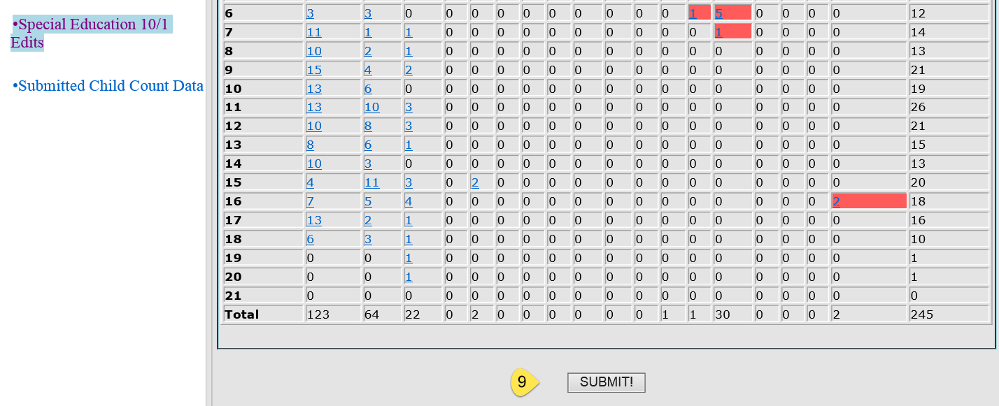 •Special Education 10/1
Edits
•Submitted Child Count Data
6 3 3 0 0 0 0 0 0 0 0 0 0 1 5 0 0 0 0 12
7 11 1 1 0 0 0 0 0 0 0 0 0 0 1 0 0 0 0 14
8 10 2 1 0 0 0 0 0 0 0 0 0 0 0 0 0 0 0 13
9 15 4 2 0 0 0 0 0 0 0 0 0 0 0 0 0 0 0 21
10 13 6 0 0 0 0 0 0 0 0 0 0 0 0 0 0 0 0 19
11 13 10 3 0 0 0 0 0 0 0 0 0 0 0 0 0 0 0 26
12 10 8 3 0 0 0 0 0 0 0 0 0 0 0 0 0 0 0 21
13 8 6 1 0 0 0 0 0 0 0 0 0 0 0 0 0 0 0 15
14 10 3 0 0 0 0 0 0 0 0 0 0 0 0 0 0 0 0 13
15 4 11 3 0 2 0 0 0 0 0 0 0 0 0 0 0 0 0 20
16 7 5 4 0 0 0 0 0 0 0 0 0 0 0 0 0 0 2 18
17 13 2 1 0 0 0 0 0 0 0 0 0 0 0 0 0 0 0 16
18 6 3 1 0 0 0 0 0 0 0 0 0 0 0 0 0 0 0 10
19 0 0 1 0 0 0 0 0 0 0 0 0 0 0 0 0 0 0 1
20 0 0 1 0 0 0 0 0 0 0 0 0 0 0 0 0 0 0 1
21 0 0 0 0 0 0 0 0 0 0 0 0 0 0 0 0 0 0 0
Total 123 64 22 0 2 0 0 0 0 0 0 1 1 30 0 0 0 2 245
9 SUBMIT!